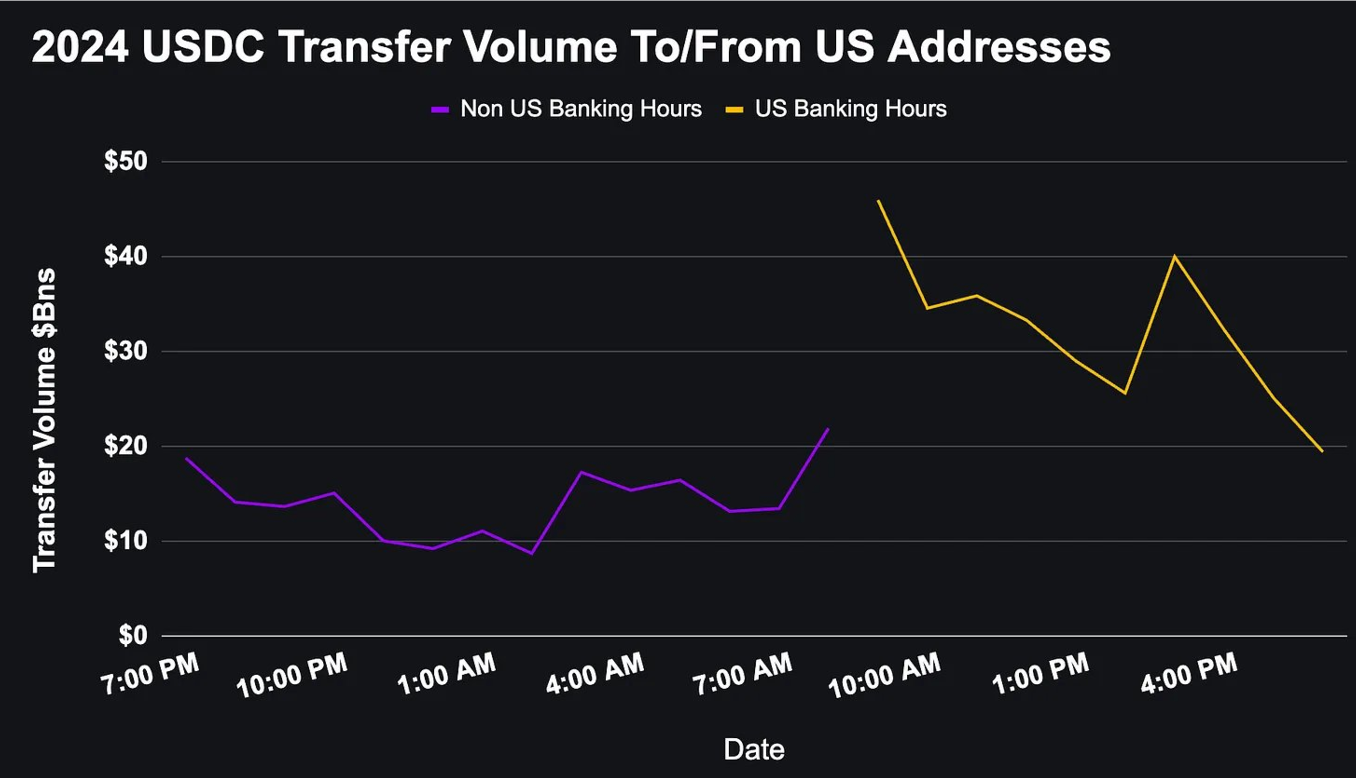 2024 USDC Transfer Volume To/From US Addresses
Non US Banking Hours US Banking Hours
Transfer Volume $Bns
$50
$40
$30
$20
$10
$0
7:00 PM 10:00 PM 1:00 AM 4:00 AM 7:00 AM 10:00 AM 1:00 PM 4:00 PM
Date